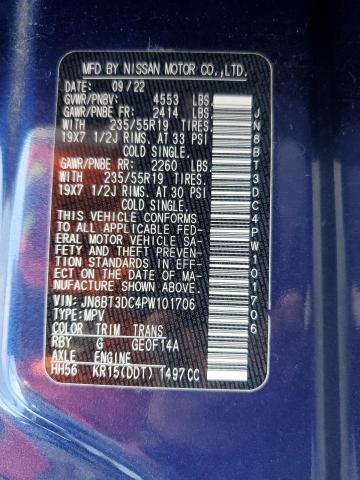 MFD BY NISSAN MOTOR CO.,LTD.
DATE: 09/22
GVWR/PNBV: 4553 LBS.
GAWR/PNBE FR: 2414 LBS.
WITH 235/55R19 TIRES,
19X7 1/2J RIMS, AT 33 PSI
COLD SINGLE.
GAWR/PNBE RR: 2260 LBS.
WITH 235/55R19 TIRES,
19X7 1/2J RIMS, AT 30 PSI
COLD SINGLE.
THIS VEHICLE CONFORMS
TO ALL APPLICABLE FED-
ERAL MOTOR VEHICLE SA-
FETY AND THEFT PREVENTION
STANDARDS IN EFF-
ECT ON THE DATE OF MA-
NUFACTURE SHOWN ABOVE.
VIN: JN8BT3DC4PW101706
TYPE:MPV
COLOR TRIM TRANS
RBY G GE0F14A
AXLE ENGINE
HH56 KR15(DDT) 1497CC
JN8BT3DC4PW101706